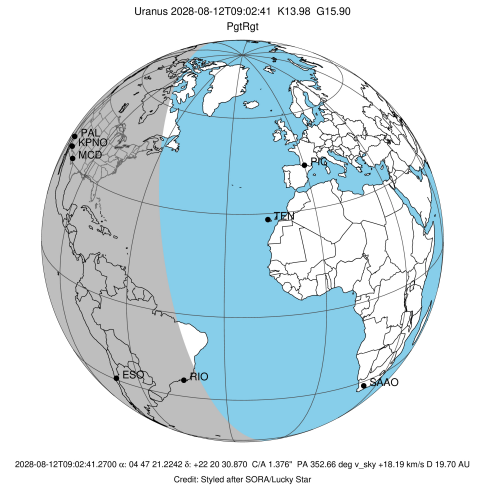 Uranus 2028-08-12T09:02:41 K13.98 G15.90
PgtRgt
PAL
KPNO
MCD
PIC
TEN
ESO
RIO
SAAO
2028-08-12T09:02:41.2700 α: 04 47 21.2242 δ: +22 20 30.870 C/A 1.376" PA 352.66 deg v_sky +18.19 km/s D 19.70 AU
Credit: Styled after SORA/Lucky Star